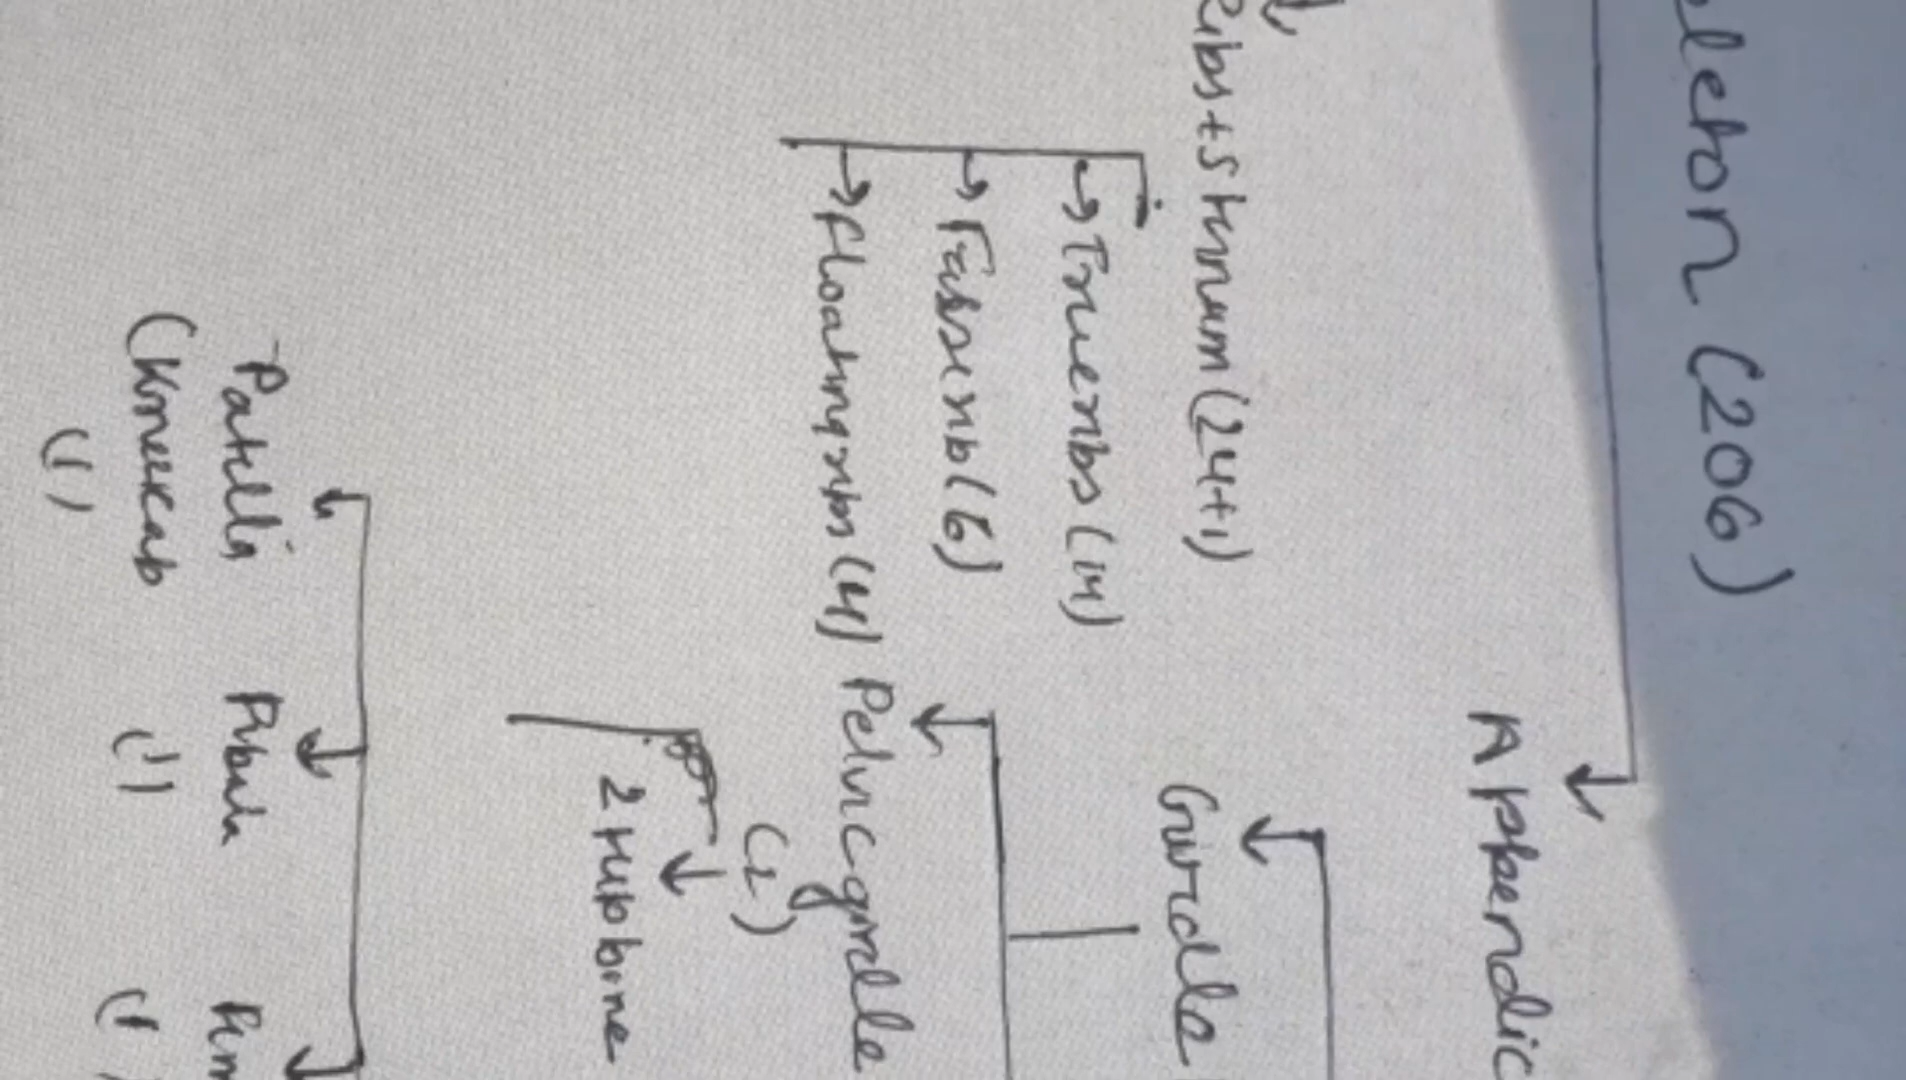 eleton (206)
Appendic
Ribs + Sternum (24+1)
Girdle
True ribs (14)
False rib (6)
Floating ribs (4)
Pelvic girdle
(2)
2 Hip bone
Patella
(Kneecap
(1)
Fibula
(1)
(1